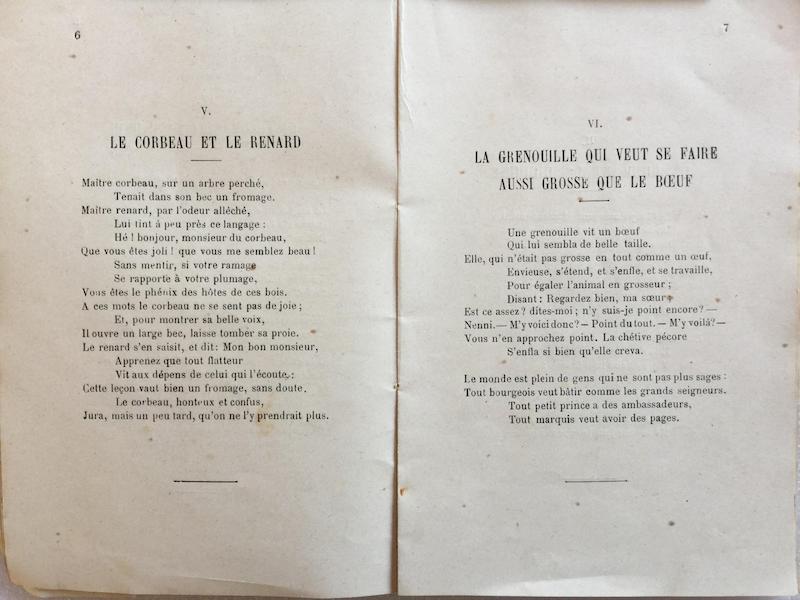 6
V.
LE CORBEAU ET LE RENARD
Maître corbeau, sur un arbre perché,
Tenait dans son bec un fromage.
Maître renard, par l'odeur alléché,
Lui tint à peu près ce langage :
Hé ! bonjour, monsieur du corbeau,
Que vous êtes joli ! que vous me semblez beau !
Sans mentir, si votre ramage
Se rapporte à votre plumage,
Vous êtes le phénix des hôtes de ces bois.
A ces mots le corbeau ne se sent pas de joie ;
Et, pour montrer sa belle voix,
Il ouvre un large bec, laisse tomber sa proie.
Le renard s'en saisit, et dit: Mon bon monsieur,
Apprenez que tout flatteur
Vit aux dépens de celui qui l'écoute :
Cette leçon vaut bien un fromage, sans doute.
Le corbeau, honteux et confus,
Jura, mais un peu tard, qu'on ne l'y prendrait plus.
7
VI.
LA GRENOUILLE QUI VEUT SE FAIRE
AUSSI GROSSE QUE LE BŒUF
Une grenouille vit un bœuf
Qui lui sembla de belle taille.
Elle, qui n'était pas grosse en tout comme un œuf,
Envieuse, s'étend, et s'enfle, et se travaille,
Pour égaler l'animal en grosseur ;
Disant : Regardez bien, ma sœur ;
Est ce assez ? dites-moi ; n'y suis-je point encore ? —
Nenni. — M'y voici donc ? — Point du tout. — M'y voilà ? —
Vous n'en approchez point. La chétive pécore
S'enfla si bien qu'elle creva.
Le monde est plein de gens qui ne sont pas plus sages :
Tout bourgeois veut bâtir comme les grands seigneurs.
Tout petit prince a des ambassadeurs,
Tout marquis veut avoir des pages.